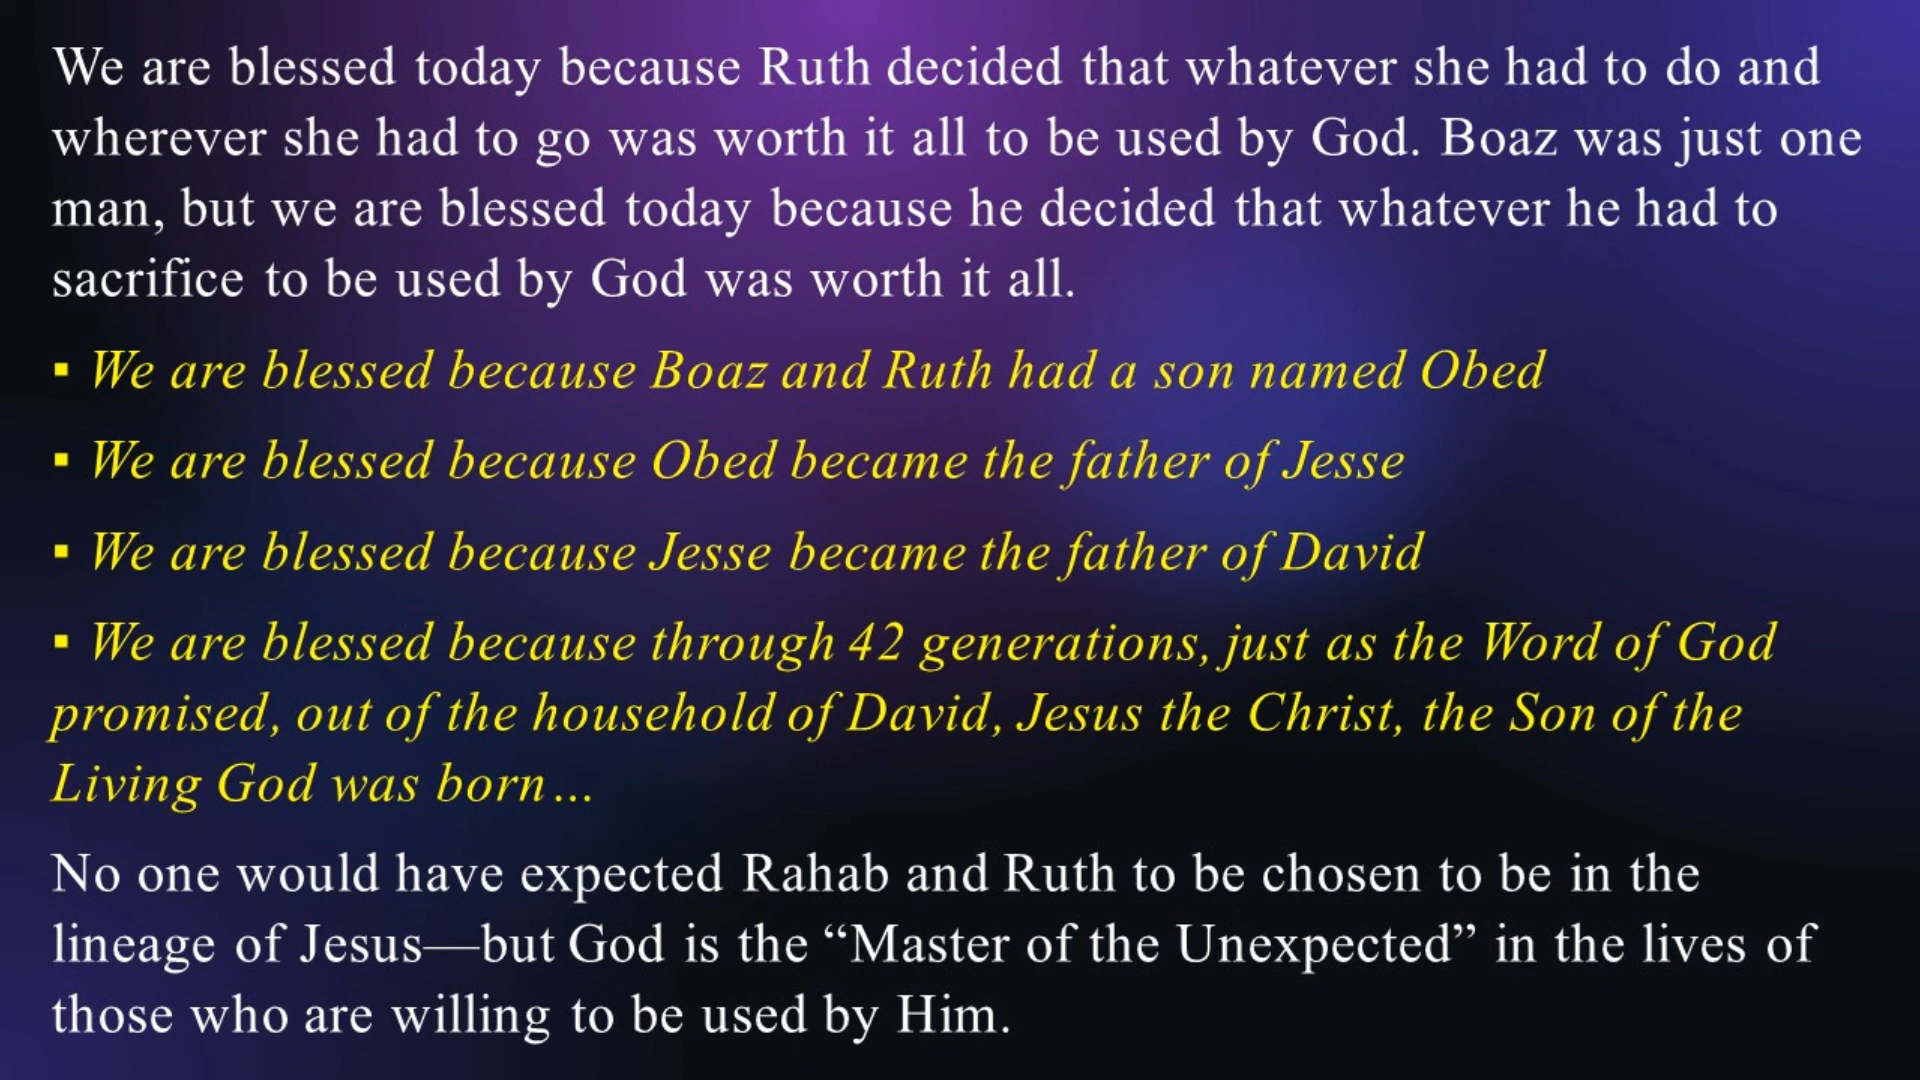 We are blessed today because Ruth decided that whatever she had to do and
wherever she had to go was worth it all to be used by God. Boaz was just one
man, but we are blessed today because he decided that whatever he had to
sacrifice to be used by God was worth it all.
▪ We are blessed because Boaz and Ruth had a son named Obed
▪ We are blessed because Obed became the father of Jesse
▪ We are blessed because Jesse became the father of David
▪ We are blessed because through 42 generations, just as the Word of God
promised, out of the household of David, Jesus the Christ, the Son of the
Living God was born…
No one would have expected Rahab and Ruth to be chosen to be in the
lineage of Jesus—but God is the “Master of the Unexpected” in the lives of
those who are willing to be used by Him.